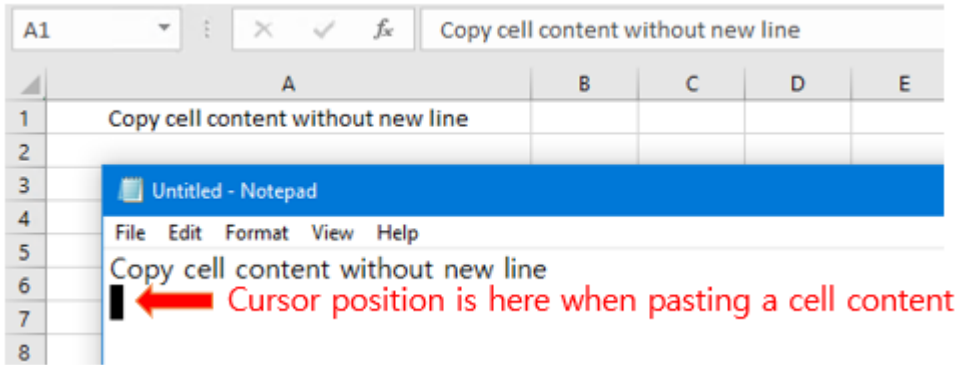 A1 fx Copy cell content without new line
A B C D E
1 Copy cell content without new line
2
3 Untitled - Notepad
4 File Edit Format View Help
5 Copy cell content without new line
6 Cursor position is here when pasting a cell content
7
8